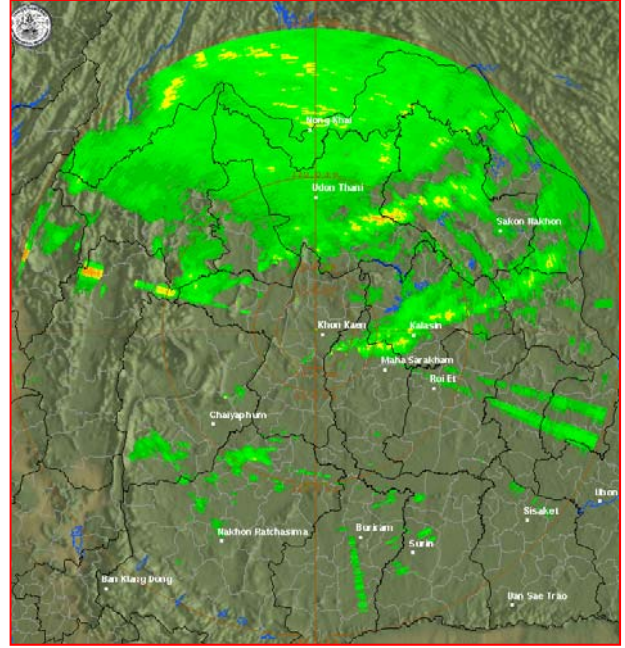 Nong Khai
Udon Thani
Sakon Nakhon
Khon Kaen
Kalasin
Maha Sarakham
Roi Et
Chaiyaphum
Ubon
Sisaket
Buriram
Nakhon Ratchasima
Surin
Ban Klang Dong
Ban Sae Trao